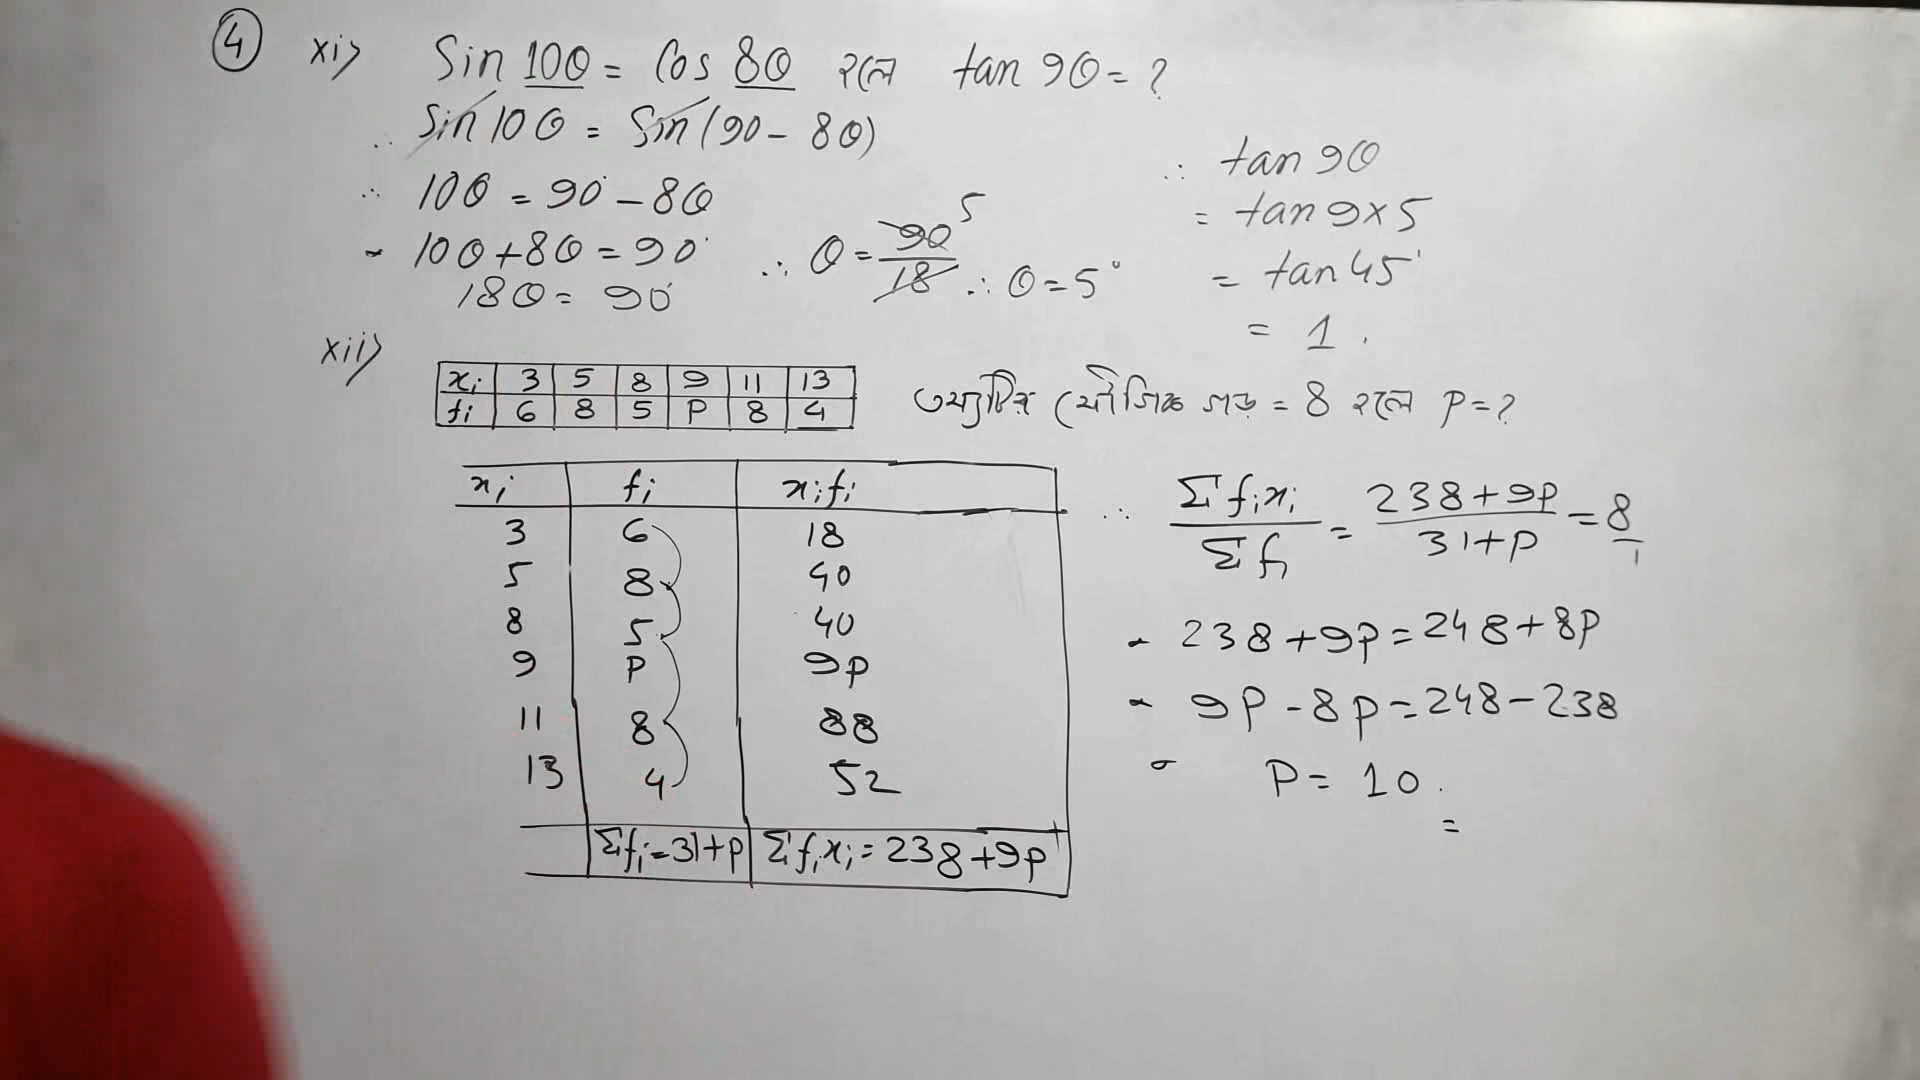 ④ xi> Sin 10θ = Cos 8θ হলে tan 9θ = ?
∴ Sin 10θ = Sin (90 - 8θ)
∴ 10θ = 90° - 8θ
- 10θ + 8θ = 90°
18θ = 90°
∴ θ = 90/18 5 ∴ θ = 5°
∴ tan 9θ
= tan 9×5
= tan 45°
= 1.
xii>
xi 3 5 8 9 11 13
fi 6 8 5 P 8 4
তথ্যটির যৌগিক গড় = 8 হলে p = ?
xi fi xifi
3 6 18
5 8 40
8 5 40
9 P 9p
11 8 88
13 4 52
Σfi = 31+p Σfixi = 238+9p
∴ Σfixi/Σfi = 238+9p/31+p = 8/1
- 238+9p = 248+8p
- 9p - 8p = 248 - 238
P = 10.
=